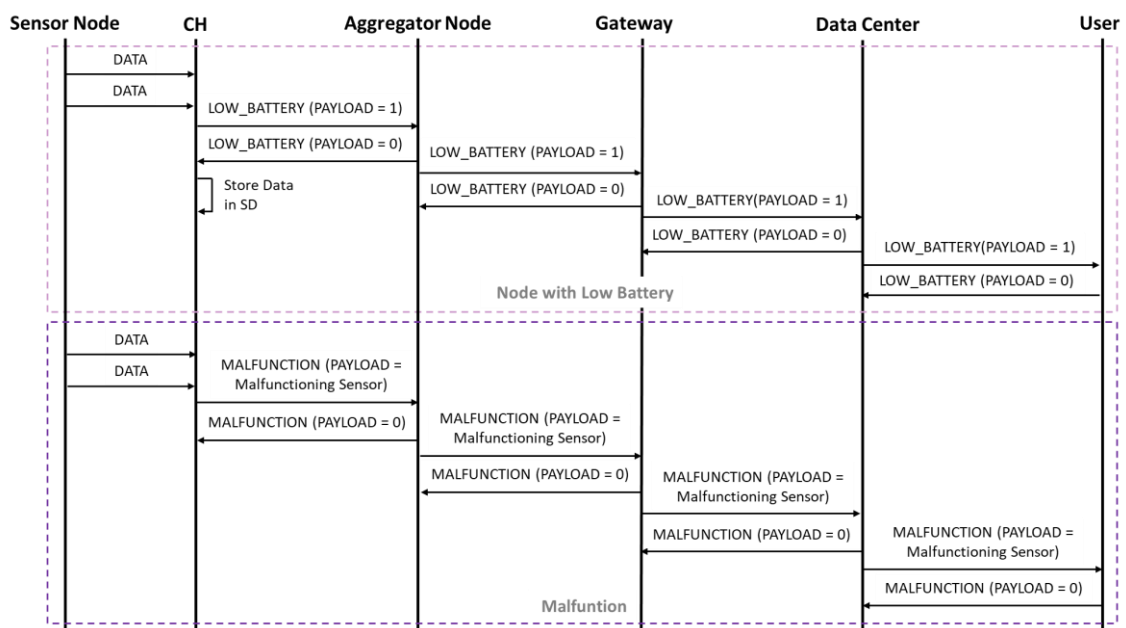 Sensor Node
CH
Aggregator Node
Gateway
Data Center
User
DATA
DATA
LOW_BATTERY (PAYLOAD = 1)
LOW_BATTERY (PAYLOAD = 0)
LOW_BATTERY (PAYLOAD = 1)
Store Data
in SD
LOW_BATTERY (PAYLOAD = 0)
LOW_BATTERY(PAYLOAD = 1)
LOW_BATTERY (PAYLOAD = 0)
LOW_BATTERY(PAYLOAD = 1)
LOW_BATTERY (PAYLOAD = 0)
Node with Low Battery
DATA
DATA
MALFUNCTION (PAYLOAD =
Malfunctioning Sensor)
MALFUNCTION (PAYLOAD = 0)
MALFUNCTION (PAYLOAD =
Malfunctioning Sensor)
MALFUNCTION (PAYLOAD = 0)
MALFUNCTION (PAYLOAD =
Malfunctioning Sensor)
MALFUNCTION (PAYLOAD = 0)
MALFUNCTION (PAYLOAD =
Malfunctioning Sensor)
MALFUNCTION (PAYLOAD = 0)
Malfuntion